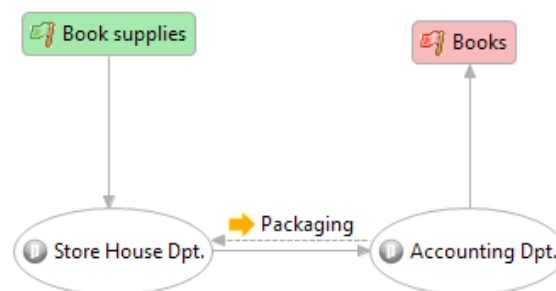 Book supplies
Books
Packaging
Store House Dpt.
Accounting Dpt.